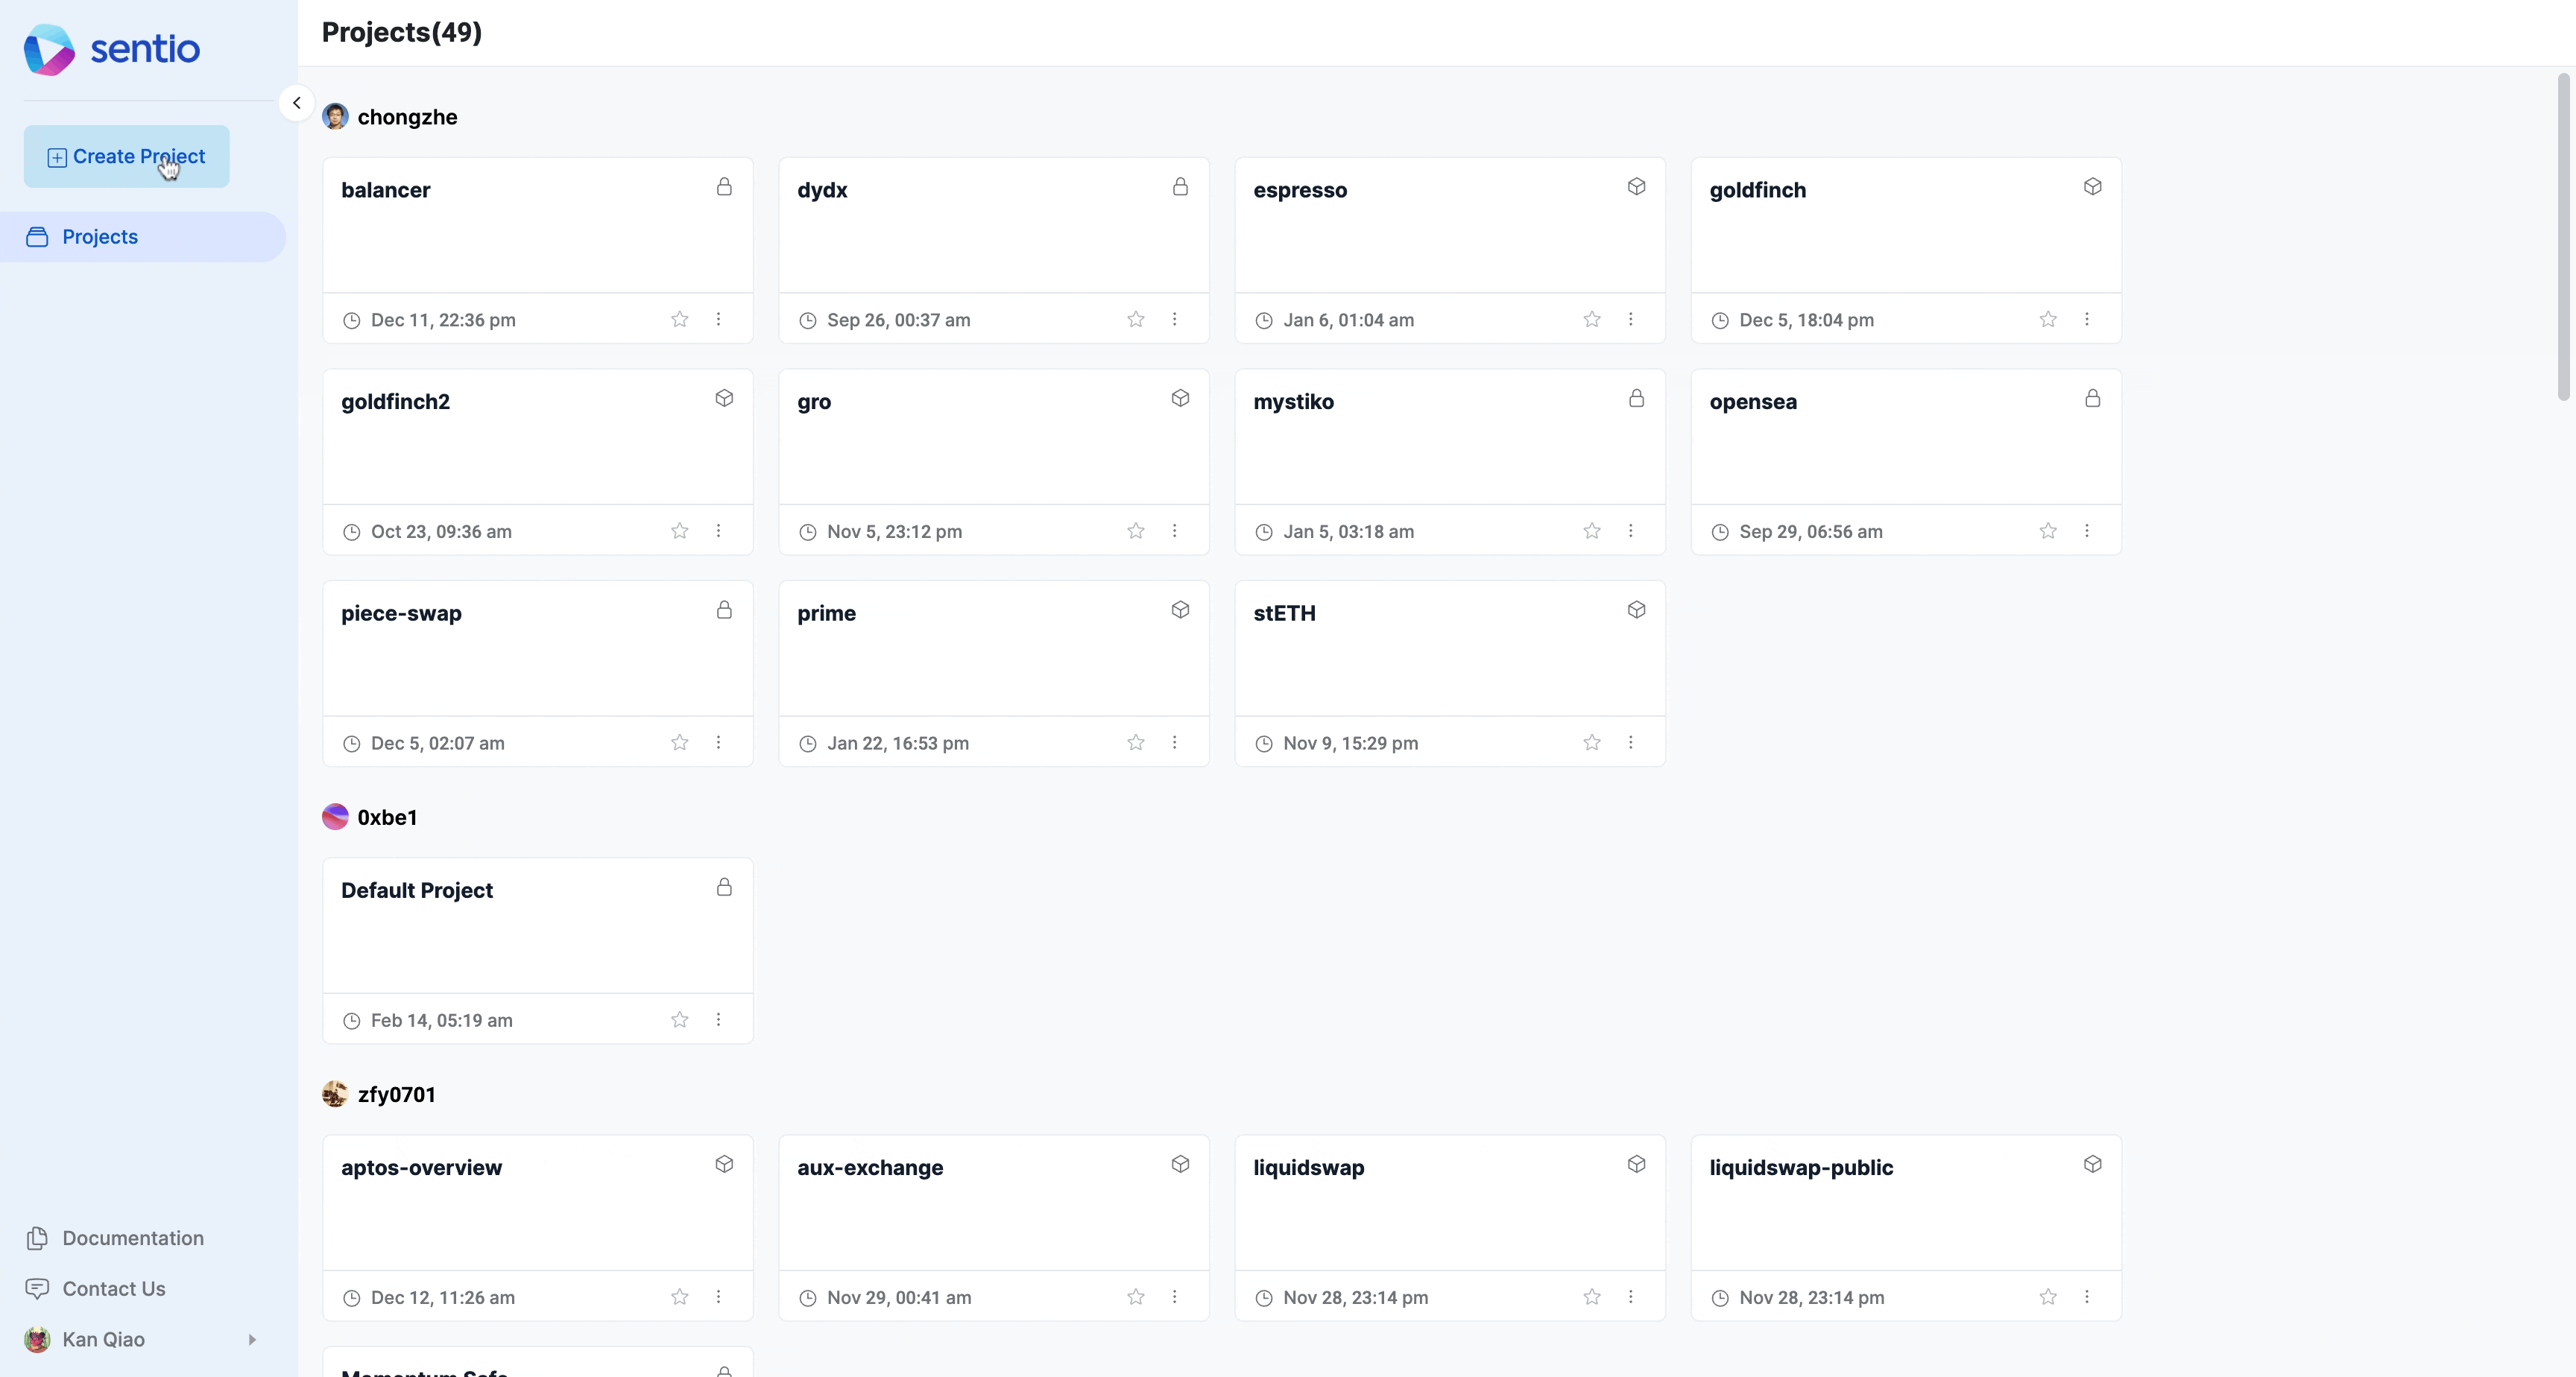 sentio
Create Project
Projects
Documentation
Contact Us
Kan Qiao
Projects(49)
chongzhe
balancer
Dec 11, 22:36 pm
dydx
Sep 26, 00:37 am
espresso
Jan 6, 01:04 am
goldfinch
Dec 5, 18:04 pm
goldfinch2
Oct 23, 09:36 am
gro
Nov 5, 23:12 pm
mystiko
Jan 5, 03:18 am
opensea
Sep 29, 06:56 am
piece-swap
Dec 5, 02:07 am
prime
Jan 22, 16:53 pm
stETH
Nov 9, 15:29 pm
0xbe1
Default Project
Feb 14, 05:19 am
zfy0701
aptos-overview
Dec 12, 11:26 am
aux-exchange
Nov 29, 00:41 am
liquidswap
Nov 28, 23:14 pm
liquidswap-public
Nov 28, 23:14 pm
Momentum Safe